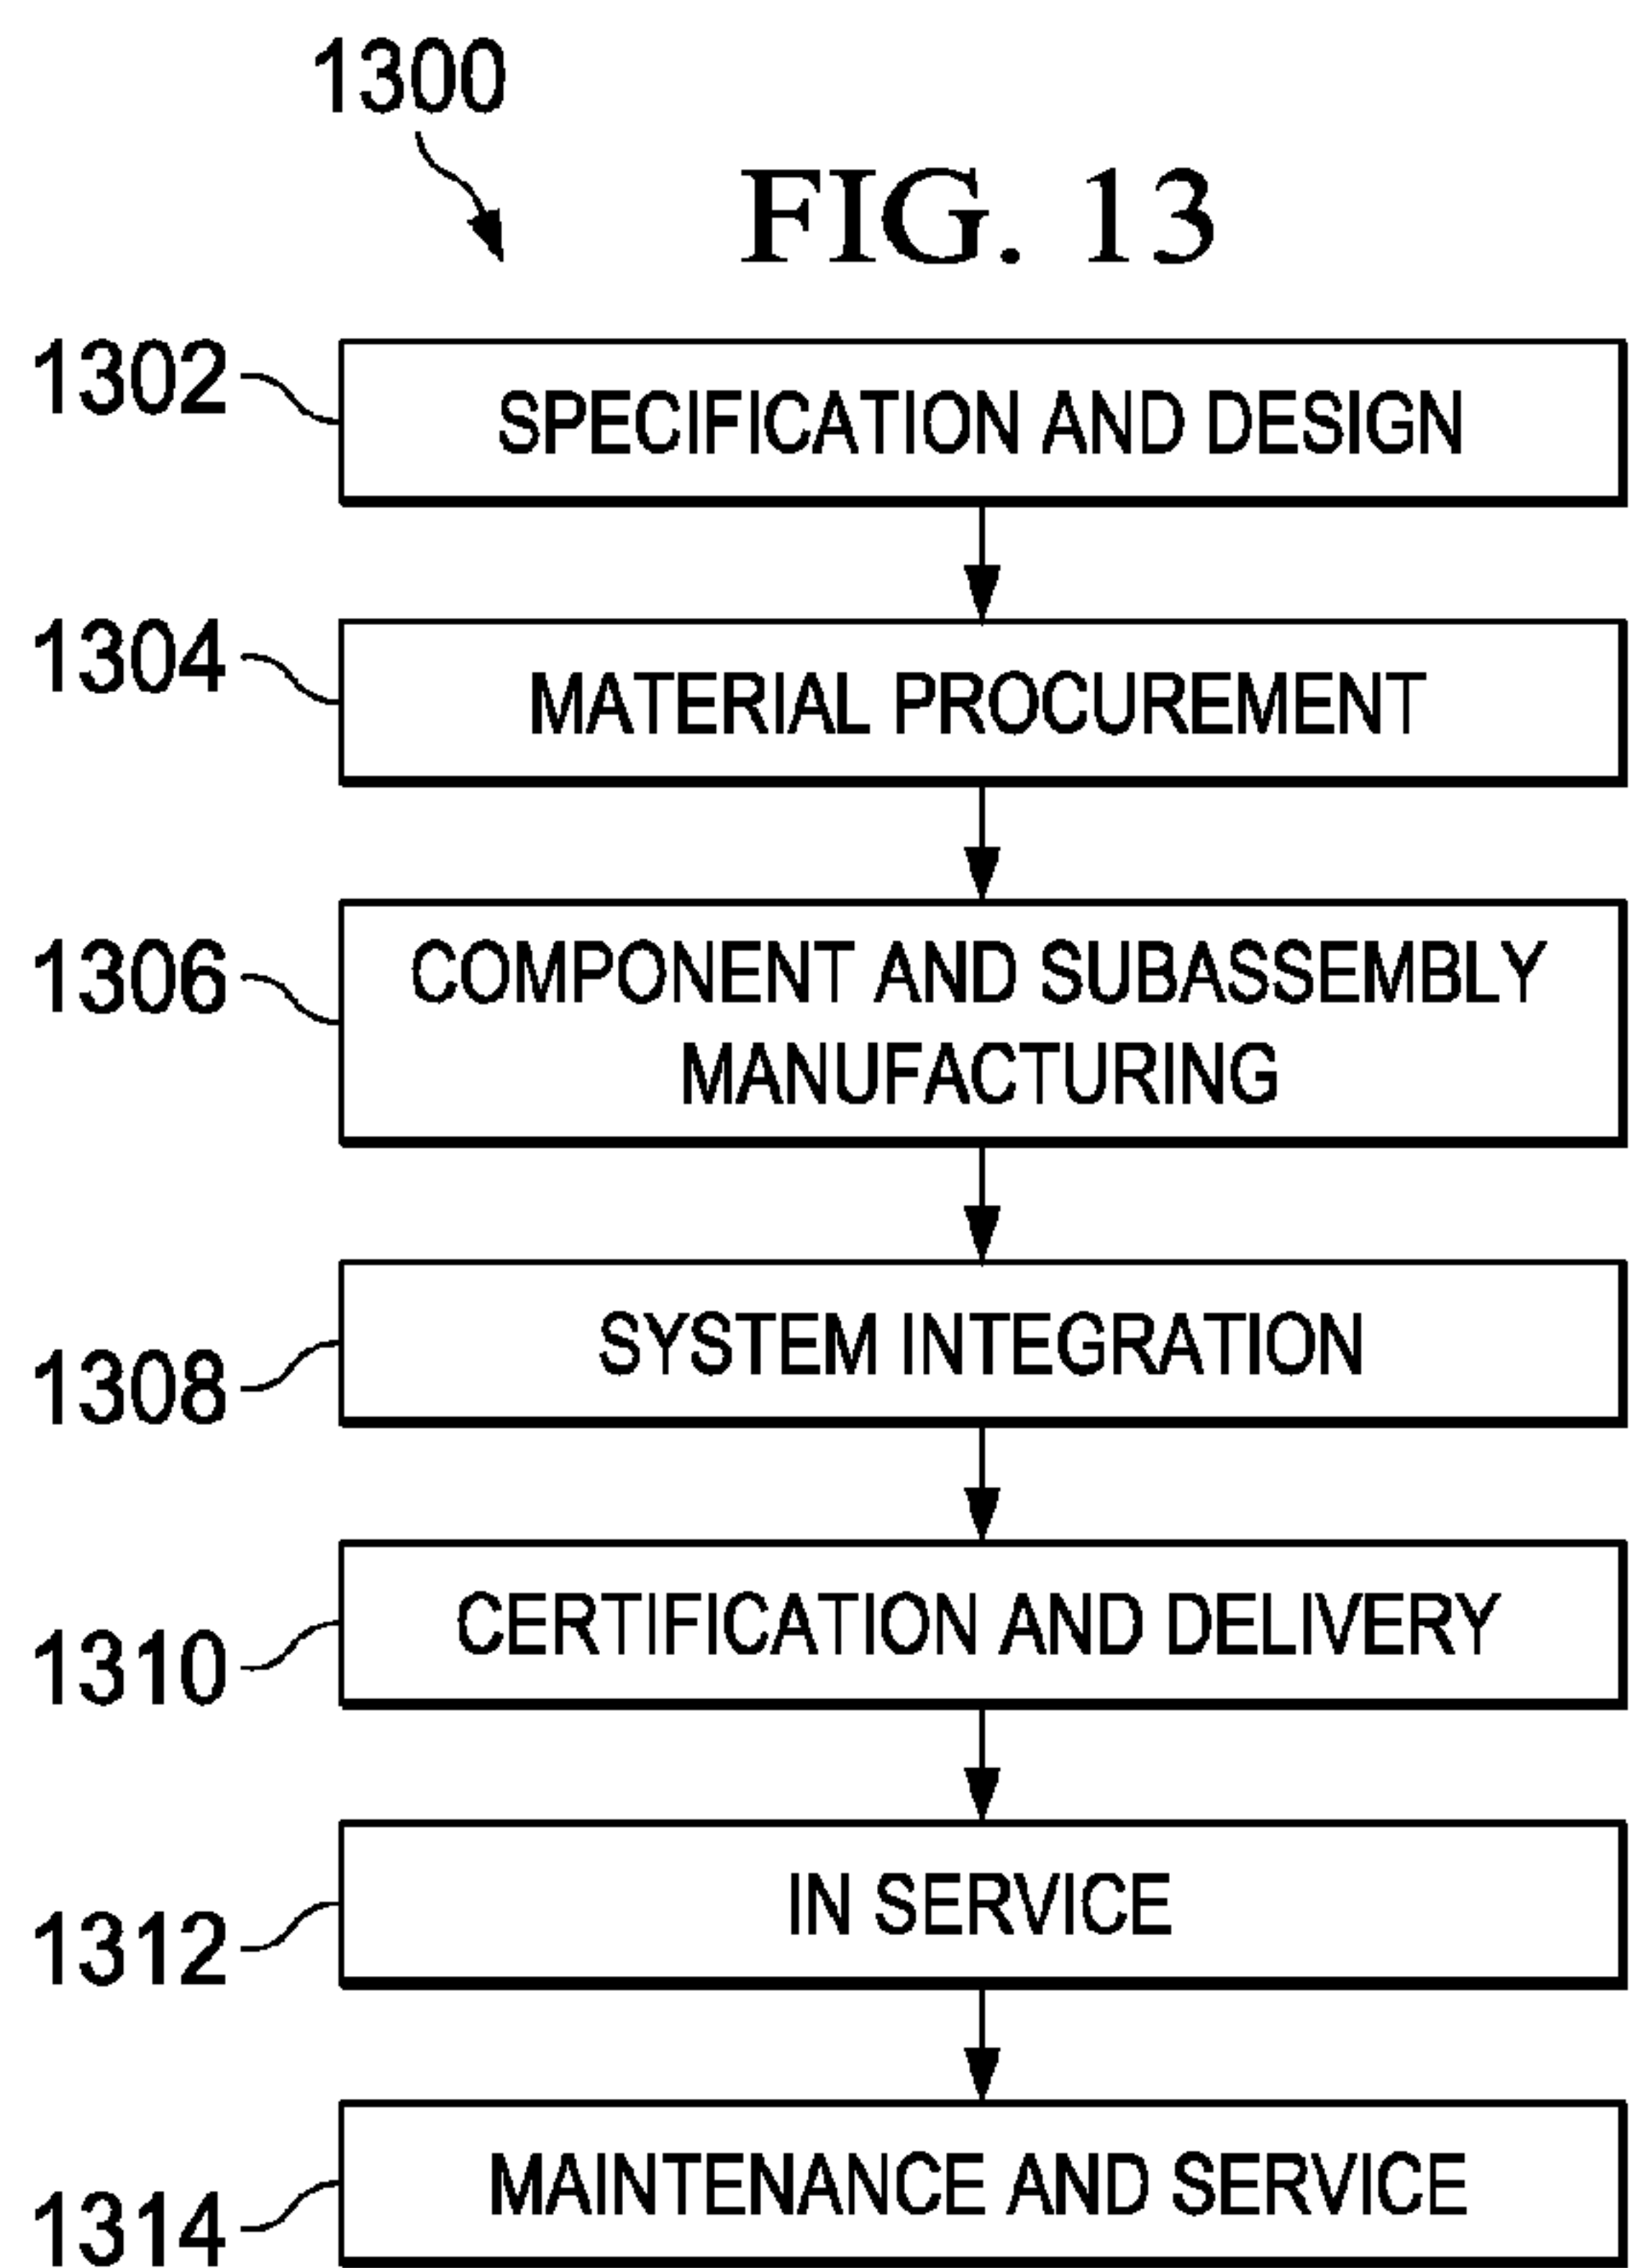 1300
FIG. 13
1302
SPECIFICATION AND DESIGN
1304
MATERIAL PROCUREMENT
1306
COMPONENT AND SUBASSEMBLY
MANUFACTURING
1308
SYSTEM INTEGRATION
1310
CERTIFICATION AND DELIVERY
1312
IN SERVICE
1314
MAINTENANCE AND SERVICE